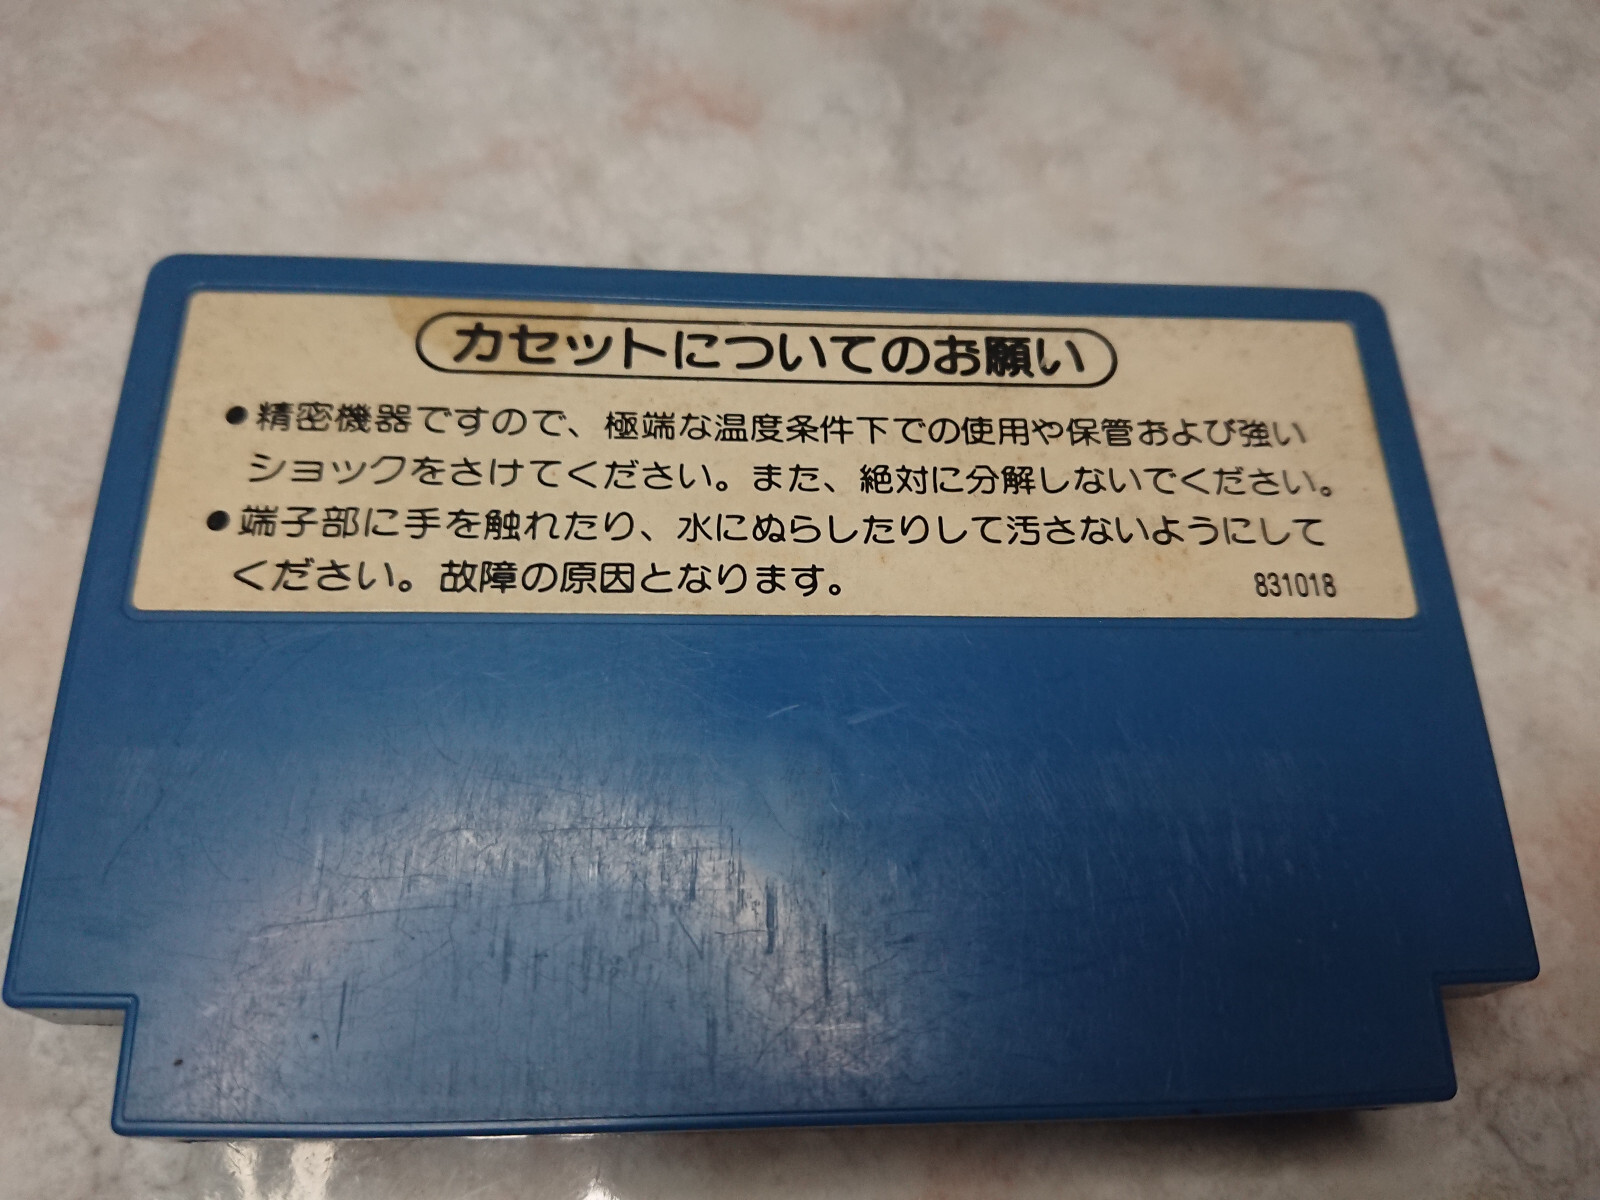 カセットについてのお願い
●精密機器ですので、極端な温度条件下での使用や保管および強い
ショックをさけてください。また、絶対に分解しないでください。
●端子部に手を触れたり、水にぬらしたりして汚さないようにして
ください。故障の原因となります。
831018